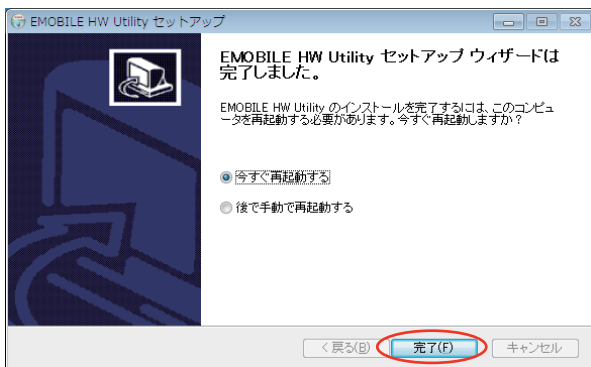 EMOBILE HW Utility セットアップ
EMOBILE HW Utility セットアップ ウィザードは
完了しました。
EMOBILE HW Utility のインストールを完了するには、このコンピュ
ータを再起動する必要があります。今すぐ再起動しますか？
今すぐ再起動する
後で手動で再起動する
< 戻る(B)
完了(F)
キャンセル